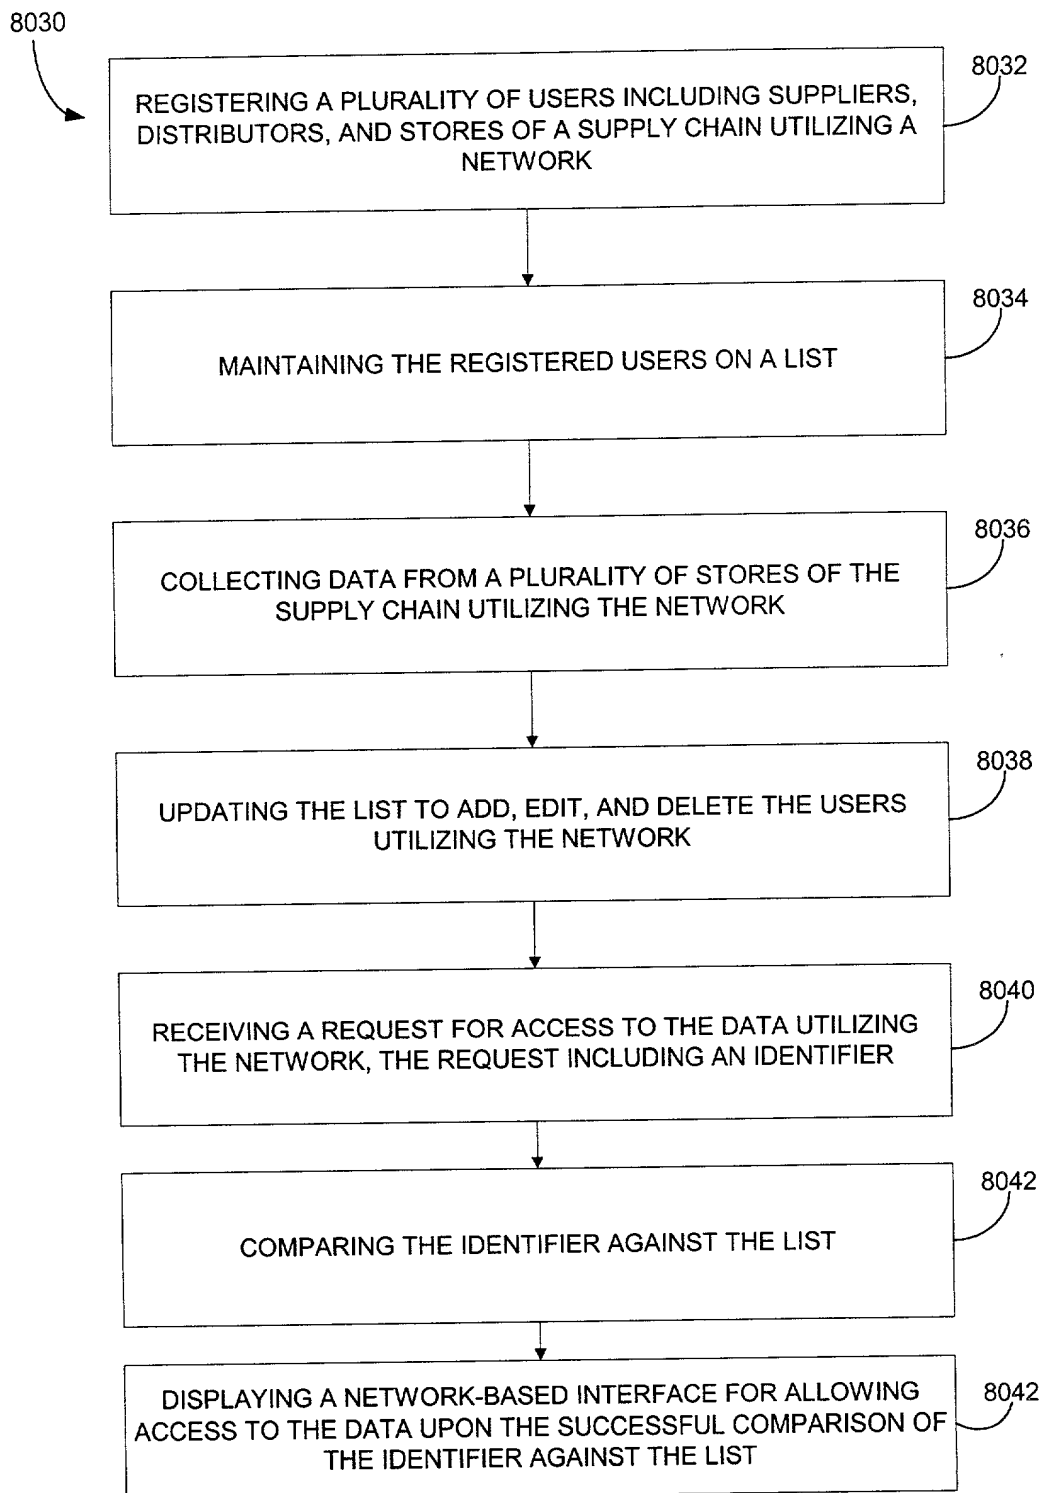 8030
8032
REGISTERING A PLURALITY OF USERS INCLUDING SUPPLIERS,
DISTRIBUTORS, AND STORES OF A SUPPLY CHAIN UTILIZING A
NETWORK
8034
MAINTAINING THE REGISTERED USERS ON A LIST
8036
COLLECTING DATA FROM A PLURALITY OF STORES OF THE
SUPPLY CHAIN UTILIZING THE NETWORK
8038
UPDATING THE LIST TO ADD, EDIT, AND DELETE THE USERS
UTILIZING THE NETWORK
8040
RECEIVING A REQUEST FOR ACCESS TO THE DATA UTILIZING
THE NETWORK, THE REQUEST INCLUDING AN IDENTIFIER
8042
COMPARING THE IDENTIFIER AGAINST THE LIST
8042
DISPLAYING A NETWORK-BASED INTERFACE FOR ALLOWING
ACCESS TO THE DATA UPON THE SUCCESSFUL COMPARISON OF
THE IDENTIFIER AGAINST THE LIST